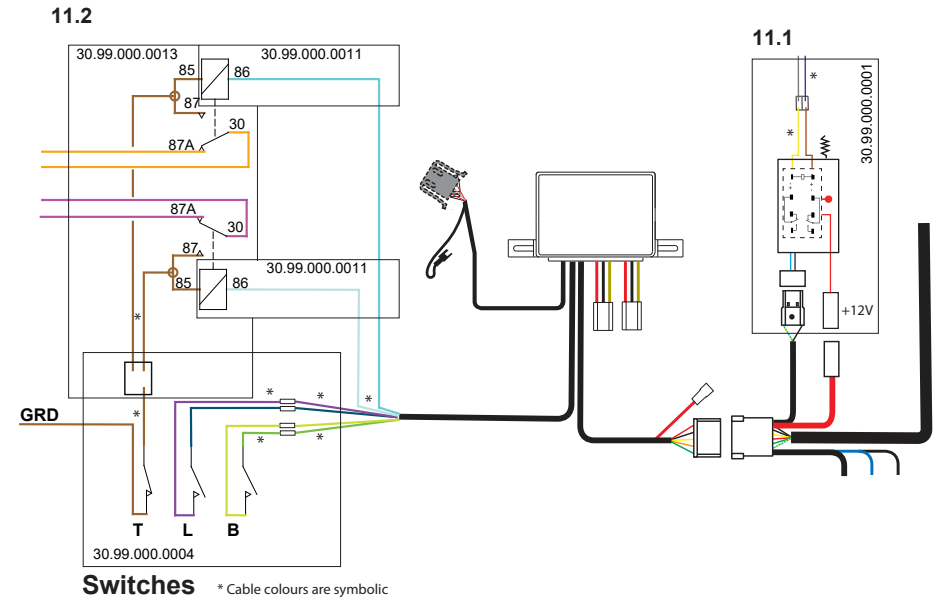 11.2
30.99.000.0013
30.99.000.0011
85
86
87
30
87A
87A
30
87
30.99.000.0011
85
86
*
*
*
*
*
*
*
GRD
T
L
B
30.99.000.0004
Switches
* Cable colours are symbolic
11.1
*
*
30.99.000.0001
+12V